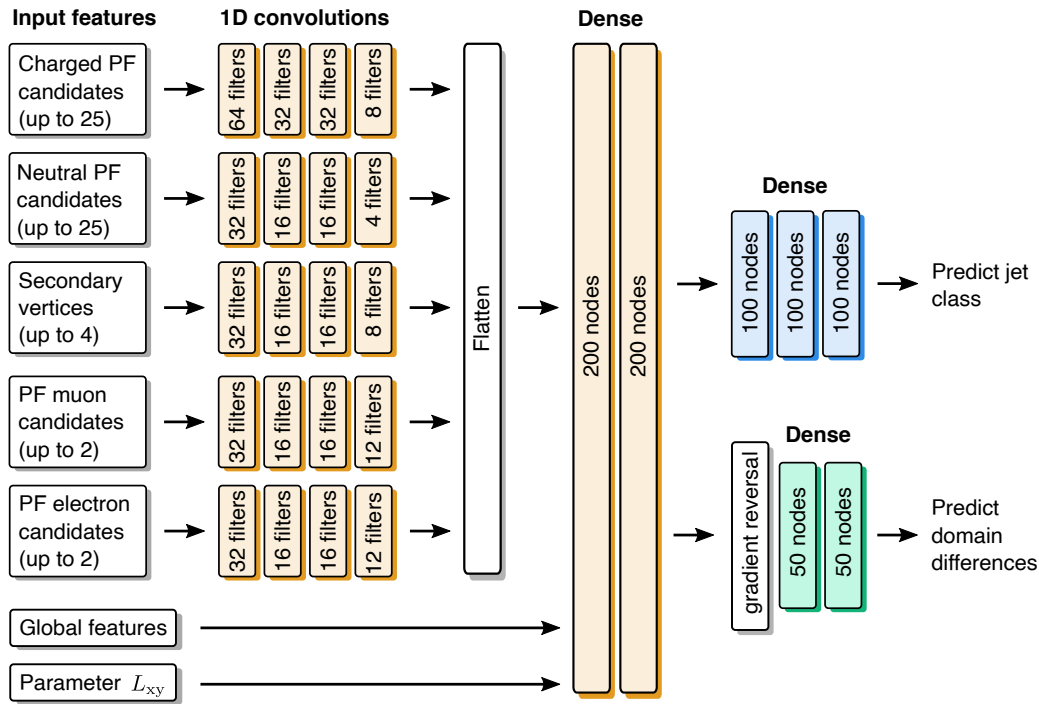 Input features
1D convolutions
Dense
Charged PF
candidates
(up to 25)
64 filters
32 filters
32 filters
8 filters
Neutral PF
candidates
(up to 25)
32 filters
16 filters
16 filters
4 filters
Secondary
vertices
(up to 4)
32 filters
16 filters
16 filters
8 filters
PF muon
candidates
(up to 2)
32 filters
16 filters
16 filters
12 filters
PF electron
candidates
(up to 2)
32 filters
16 filters
16 filters
12 filters
Global features
Parameter L_xy
Flatten
200 nodes
200 nodes
Dense
100 nodes
100 nodes
100 nodes
Predict jet
class
Dense
gradient reversal
50 nodes
50 nodes
Predict
domain
differences